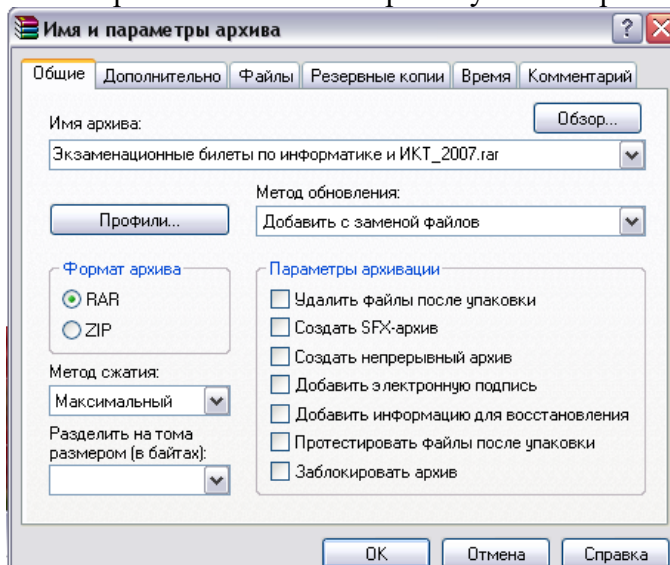 Имя и параметры архива
Общие Дополнительно Файлы Резервные копии Время Комментарий
Имя архива:
Обзор...
Экзаменационные билеты по информатике и ИКТ_2007.rar
Метод обновления:
Профили...
Добавить с заменой файлов
Формат архива
RAR
ZIP
Метод сжатия:
Максимальный
Разделить на тома
размером (в байтах):
Параметры архивации
Удалить файлы после упаковки
Создать SFX-архив
Создать непрерывный архив
Добавить электронную подпись
Добавить информацию для восстановления
Протестировать файлы после упаковки
Заблокировать архив
OK Отмена Справка